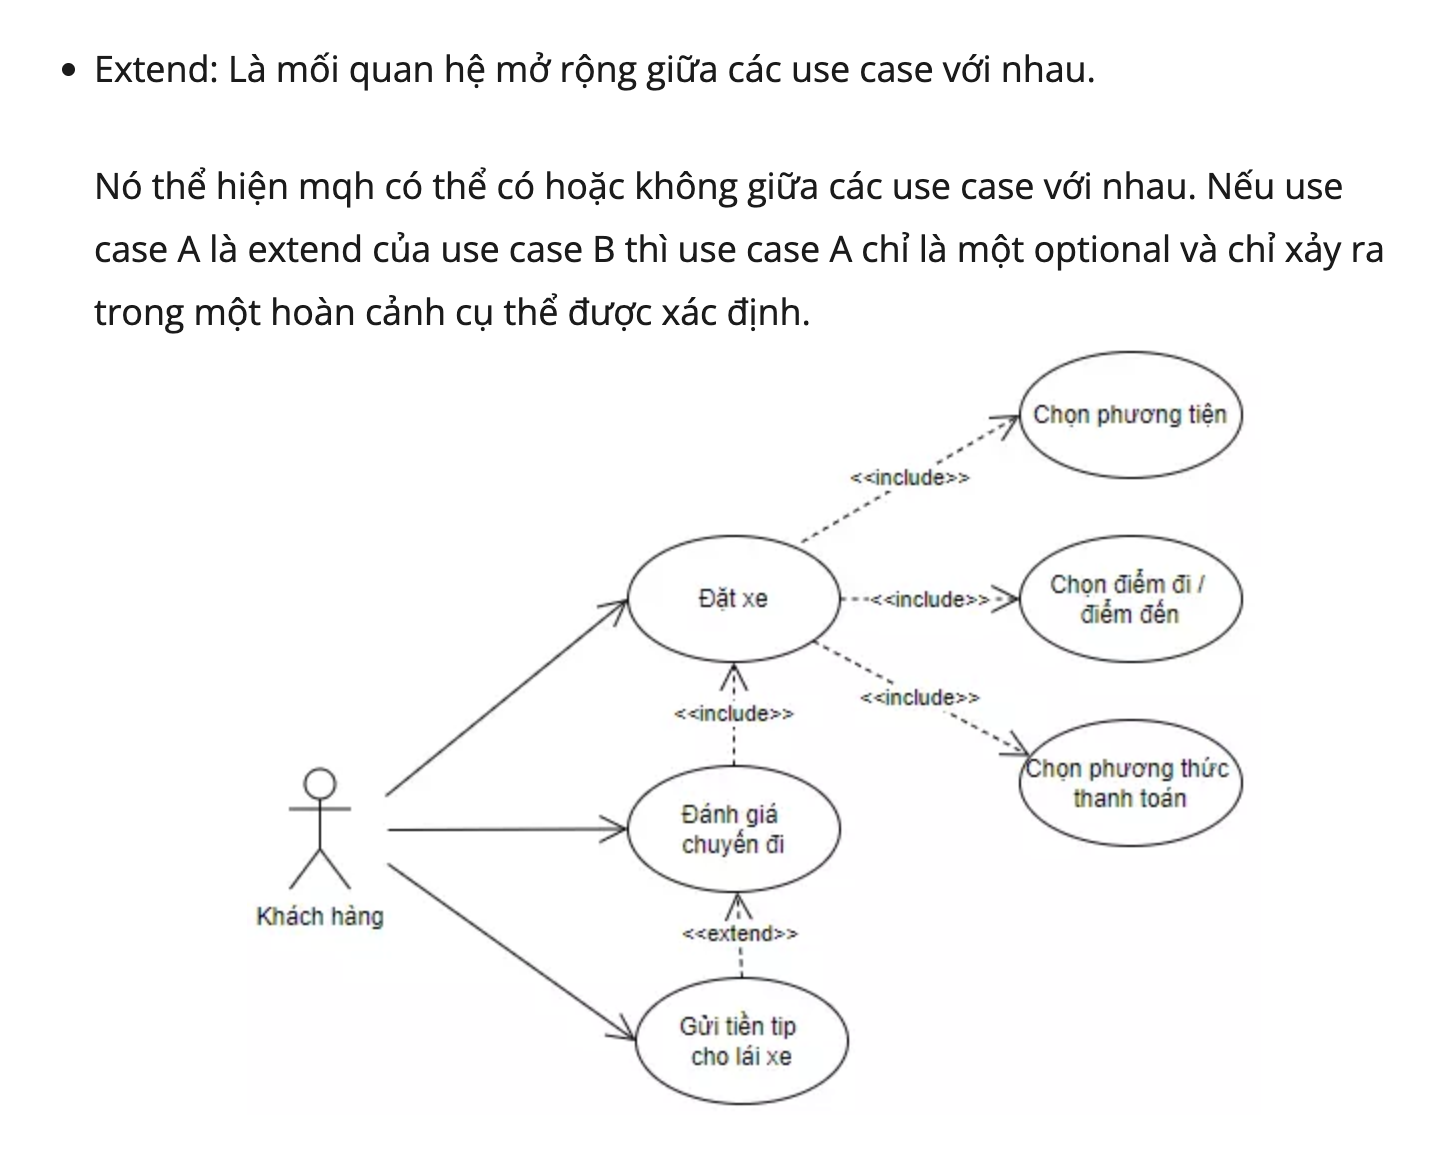 Extend: Là mối quan hệ mở rộng giữa các use case với nhau.
Nó thể hiện mqh có thể có hoặc không giữa các use case với nhau. Nếu use
case A là extend của use case B thì use case A chỉ là một optional và chỉ xảy ra
trong một hoàn cảnh cụ thể được xác định.
Chọn phương tiện
<<include>>
Đặt xe
<<include>>
Chọn điểm đi /
điểm đến
<<include>>
<<include>>
Chọn phương thức
thanh toán
Đánh giá
chuyến đi
Khách hàng
<<extend>>
Gửi tiền tip
cho lái xe